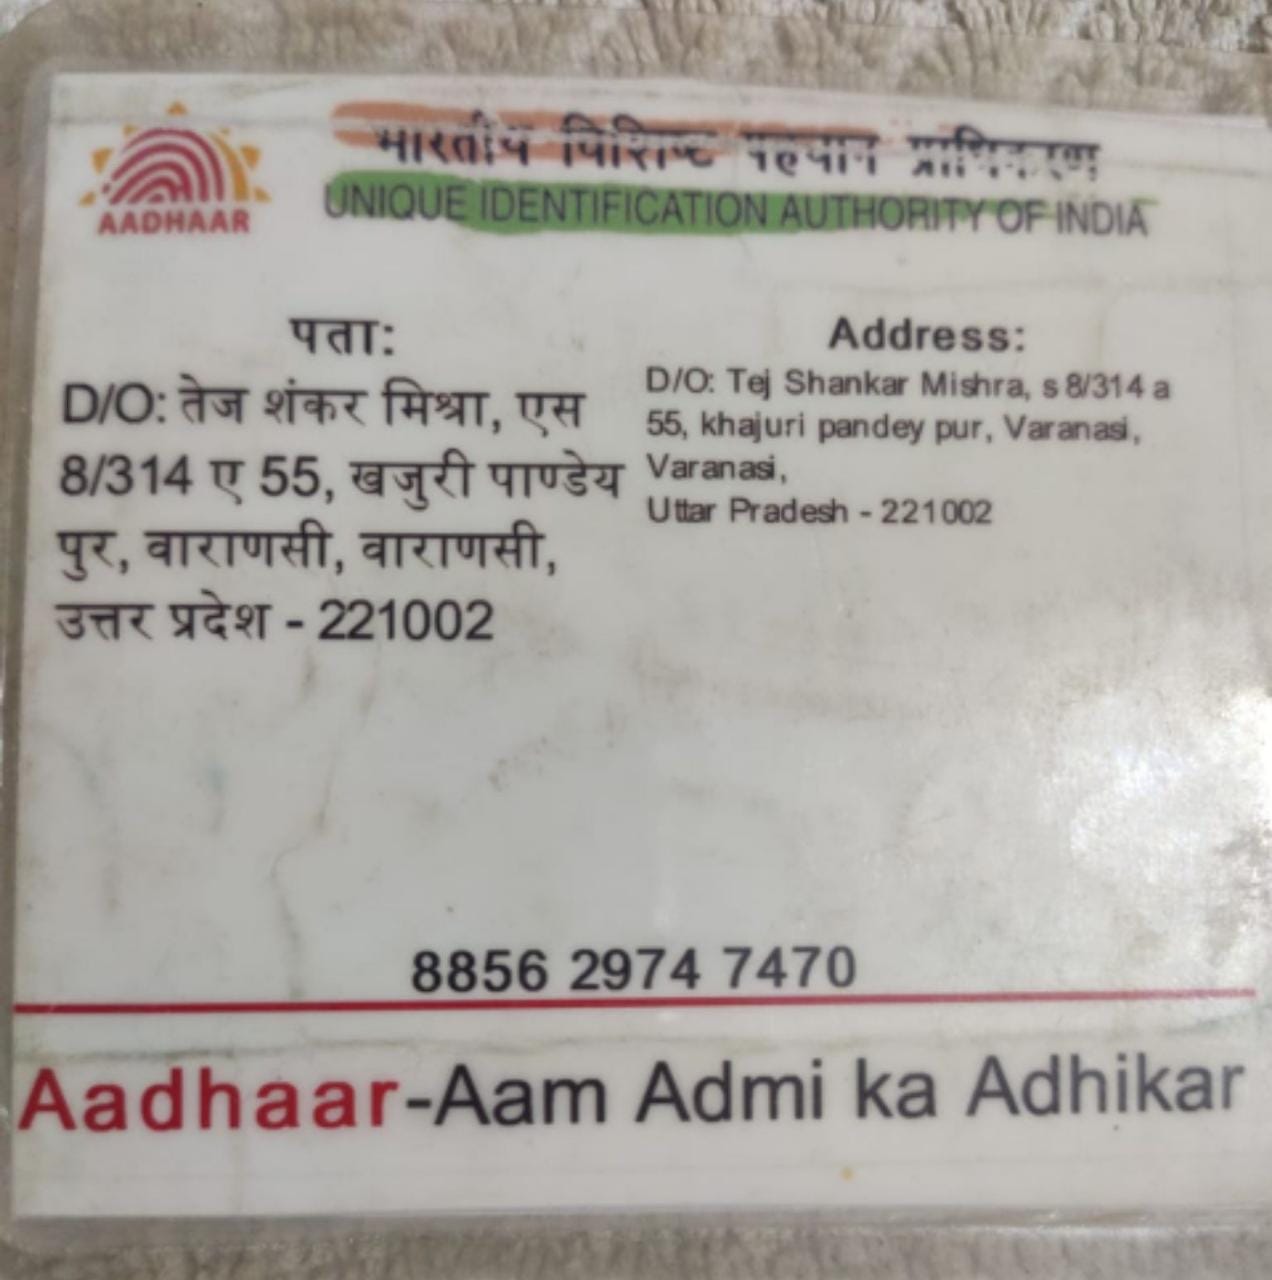 भारतीय विशिष्ट पहचान प्राधिकरण
AADHAAR
UNIQUE IDENTIFICATION AUTHORITY OF INDIA
पता:
D/O: तेज शंकर मिश्रा, एस
8/314 ए 55, खजुरी पाण्डेय
पुर, वाराणसी, वाराणसी,
उत्तर प्रदेश - 221002
Address:
D/O: Tej Shankar Mishra, s 8/314 a
55, khajuri pandey pur, Varanasi,
Varanasi,
Uttar Pradesh - 221002
8856 2974 7470
Aadhaar-Aam Admi ka Adhikar